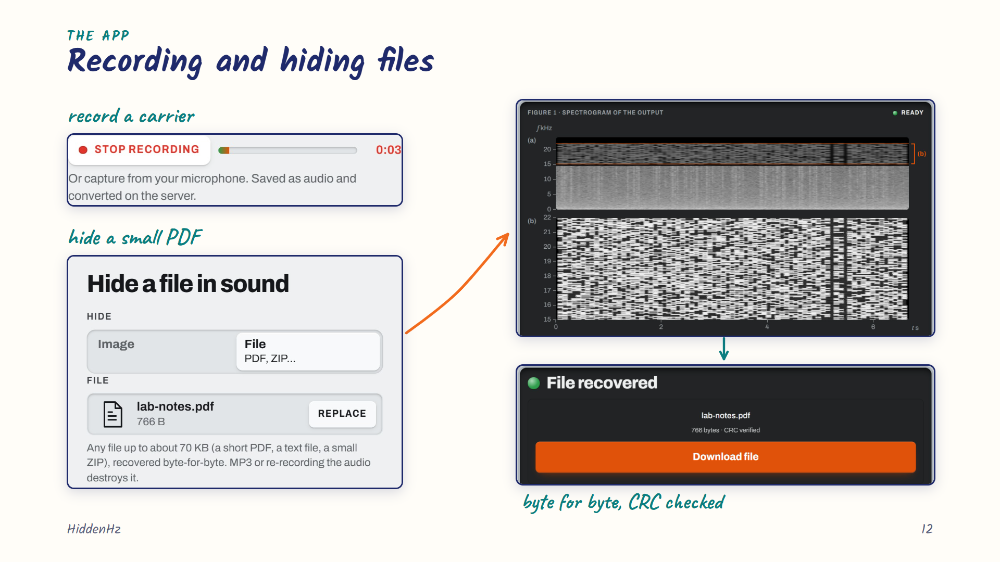 THE APP
Recording and hiding files
record a carrier
STOP RECORDING
0:03
Or capture from your microphone. Saved as audio and
converted on the server.
hide a small PDF
Hide a file in sound
HIDE
Image
File
PDF, ZIP...
FILE
lab-notes.pdf
766 B
REPLACE
Any file up to about 70 KB (a short PDF, a text file, a small
ZIP), recovered byte-for-byte. MP3 or re-recording the audio
destroys it.
FIGURE 1 · SPECTROGRAM OF THE OUTPUT
READY
f kHz
(a)
20
15
10
5
0
(b)
(b)
22
21
20
19
18
17
16
15
0
2
4
6
t s
File recovered
lab-notes.pdf
766 bytes · CRC verified
Download file
byte for byte, CRC checked
HiddenHz
12